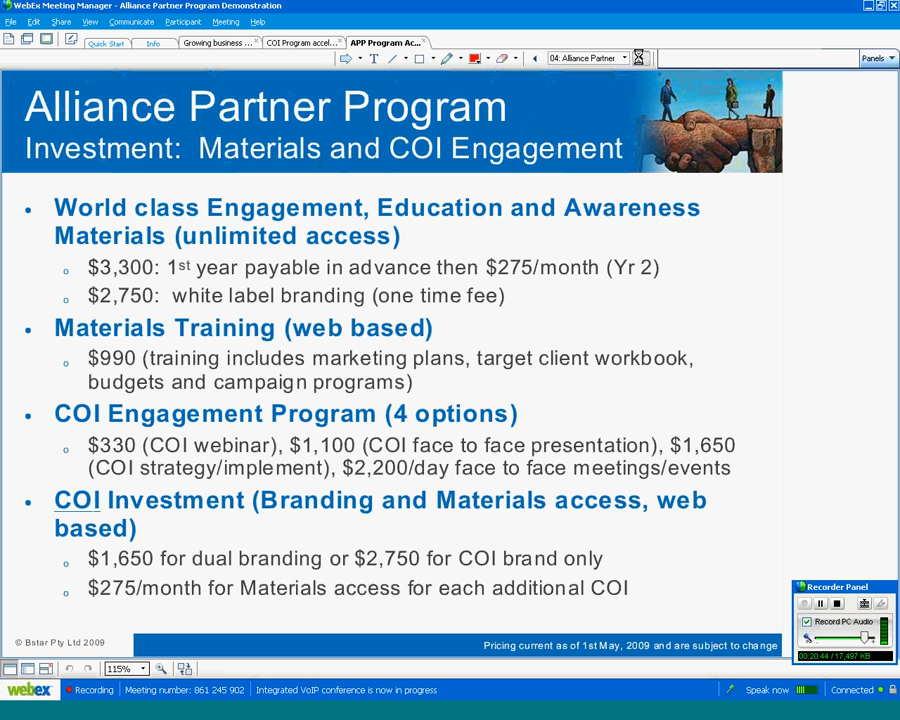 WebEx Meeting Manager - Alliance Partner Program Demonstration
File Edit Share View Communicate Participant Meeting Help
Quick Start Info Growing business ... COI Program accel... APP Program Ac...
04: Alliance Partner Panels
Alliance Partner Program
Investment: Materials and COI Engagement
• World class Engagement, Education and Awareness
Materials (unlimited access)
o $3,300: 1st year payable in advance then $275/month (Yr 2)
o $2,750: white label branding (one time fee)
• Materials Training (web based)
o $990 (training includes marketing plans, target client workbook,
budgets and campaign programs)
• COI Engagement Program (4 options)
o $330 (COI webinar), $1,100 (COI face to face presentation), $1,650
(COI strategy/implement), $2,200/day face to face meetings/events
• COI Investment (Branding and Materials access, web
based)
o $1,650 for dual branding or $2,750 for COI brand only
o $275/month for Materials access for each additional COI
© Bstar Pty Ltd 2009
Pricing current as of 1st May, 2009 and are subject to change
Recorder Panel
Record PC Audio
00:20:44 / 17,497 KB
115%
webex Recording Meeting number: 861 245 902 Integrated VoIP conference is now in progress Speak now Connected